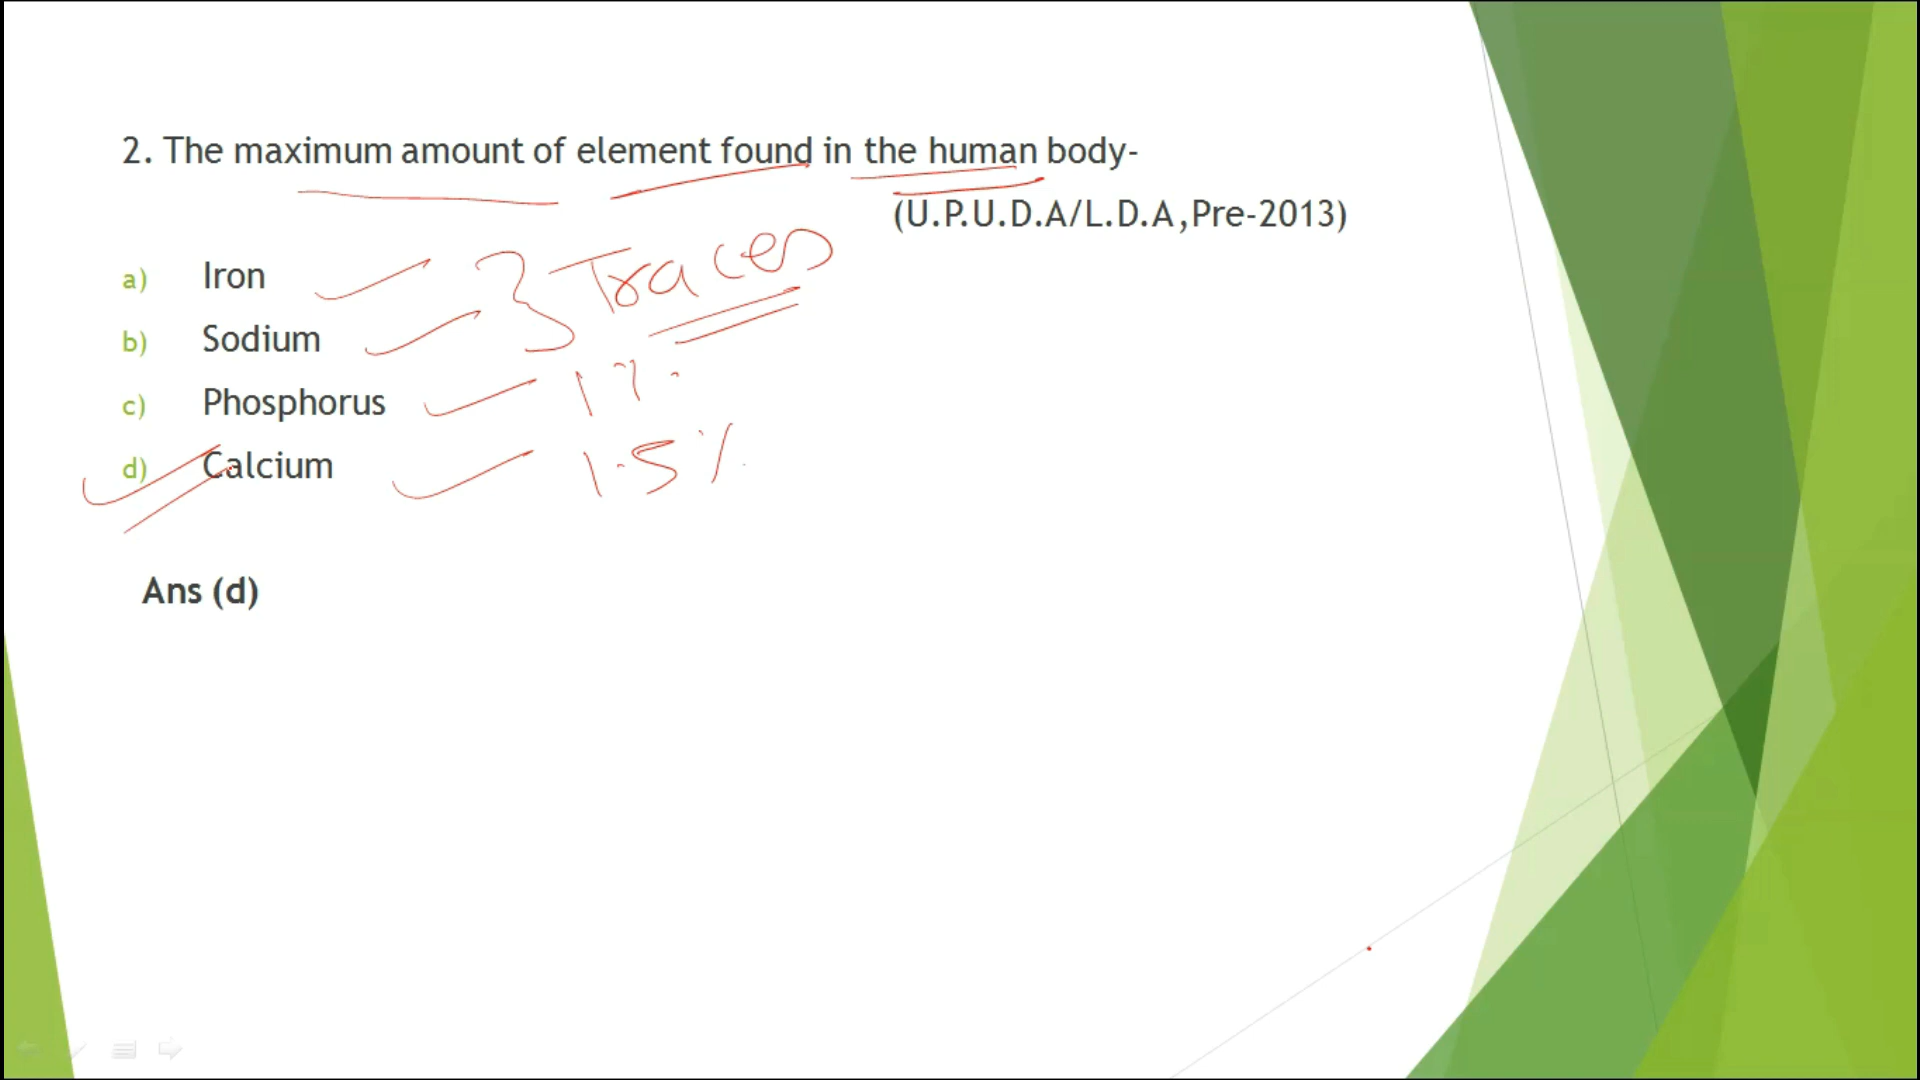 2. The maximum amount of element found in the human body-
(U.P.U.D.A/L.D.A,Pre-2013)
a) Iron
} Traces
b) Sodium
c) Phosphorus 1%
d) Calcium 1.5%
Ans (d)